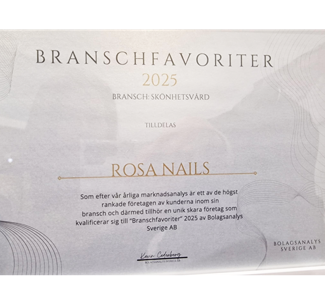 BRANSCHFAVORITER
2025
BRANSCH: SKÖNHETSVÅRD
TILLDELAS
ROSA NAILS
Som efter vår årliga marknadsanalys är ett av de högst
rankade företagen av kunderna inom sin
bransch och därmed tillhör en unik skara företag som
kvalificerar sig till "Branschfavoriter" 2025 av Bolagsanalys
Sverige AB
BOLAGSANALYS
SVERIGE AB